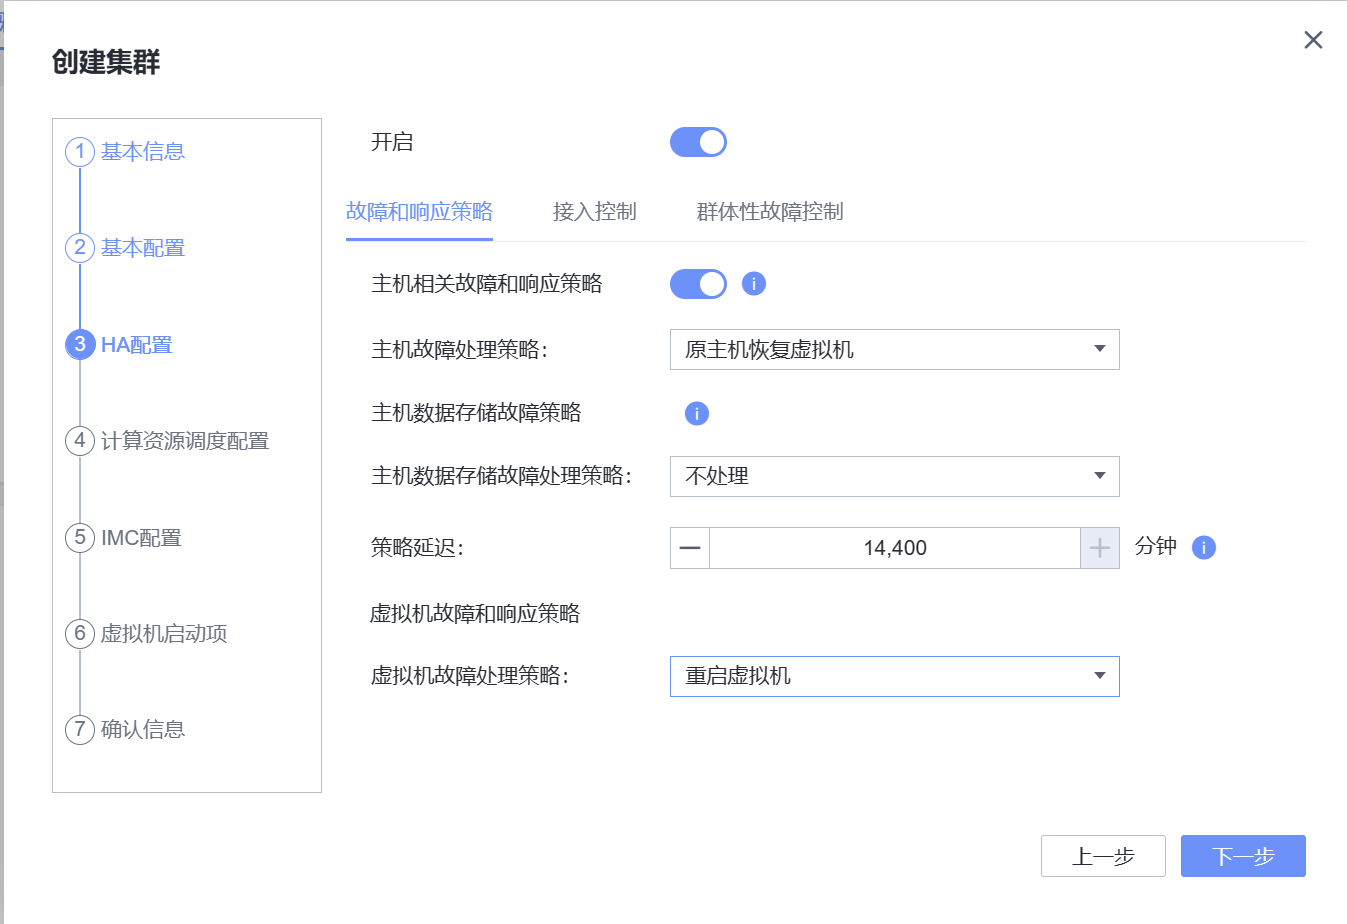 创建集群
1 基本信息
2 基本配置
3 HA配置
4 计算资源调度配置
5 IMC配置
6 虚拟机启动项
7 确认信息
开启
故障和响应策略 接入控制 群体性故障控制
主机相关故障和响应策略 i
主机故障处理策略： 原主机恢复虚拟机
主机数据存储故障策略 i
主机数据存储故障处理策略： 不处理
策略延迟： 14,400 分钟 i
虚拟机故障和响应策略
虚拟机故障处理策略： 重启虚拟机
上一步 下一步